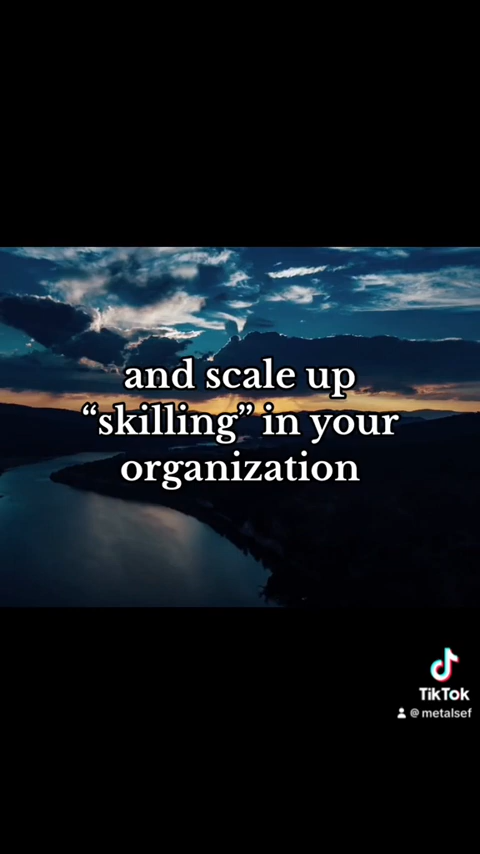 and scale up
“skilling” in your
organization
TikTok
@ metalsef